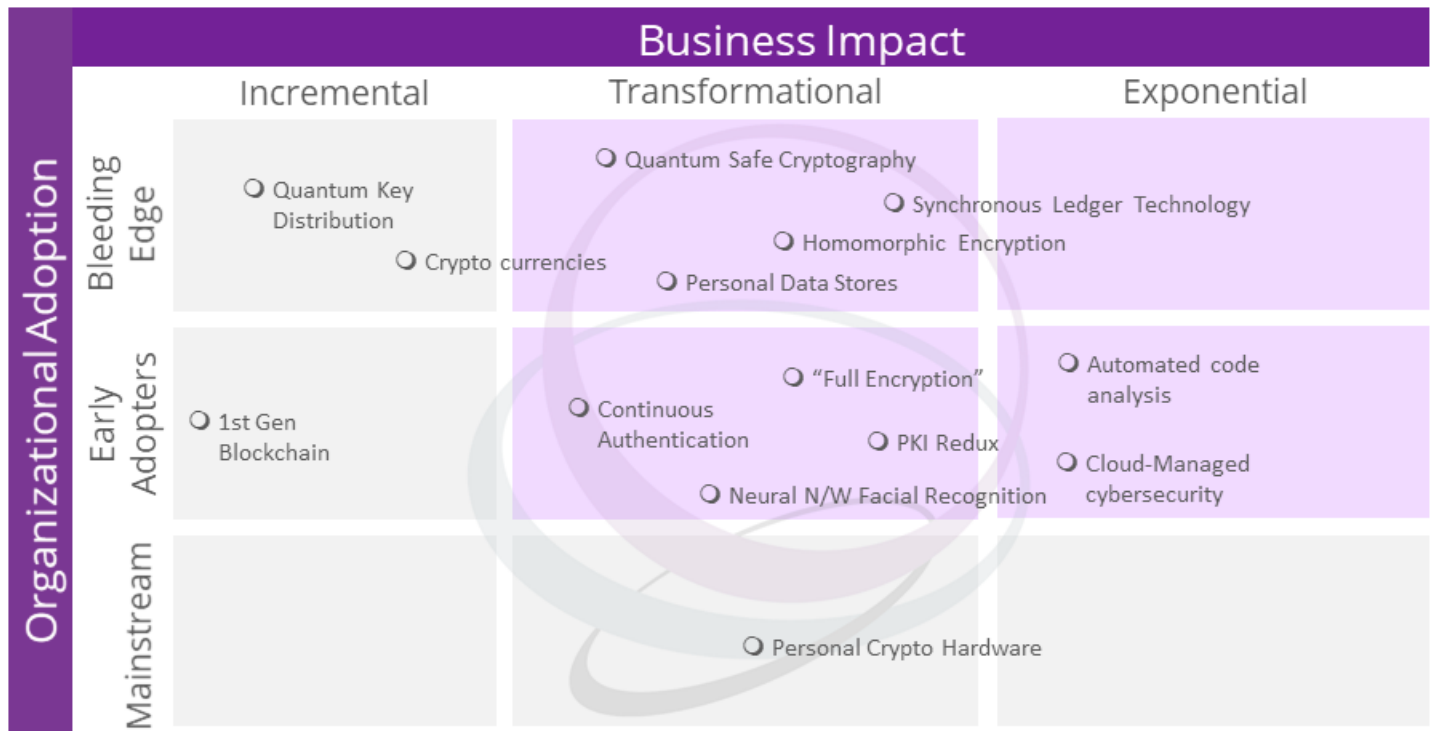 Business Impact
Incremental
Transformational
Exponential
Organizational Adoption
Bleeding
Edge
Quantum Key
Distribution
Crypto currencies
Quantum Safe Cryptography
Synchronous Ledger Technology
Homomorphic Encryption
Personal Data Stores
Early
Adopters
1st Gen
Blockchain
“Full Encryption”
Continuous
Authentication
PKI Redux
Neural N/W Facial Recognition
Automated code
analysis
Cloud-Managed
cybersecurity
Mainstream
Personal Crypto Hardware